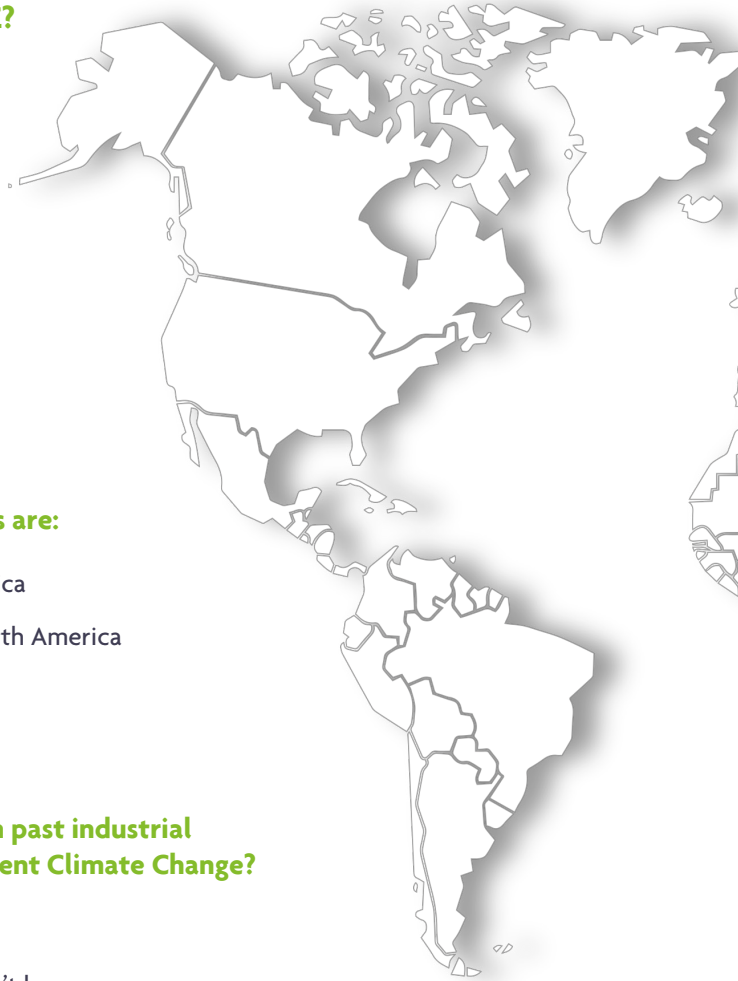 ?
s are:
ca
th America
n past industrial
ent Climate Change?